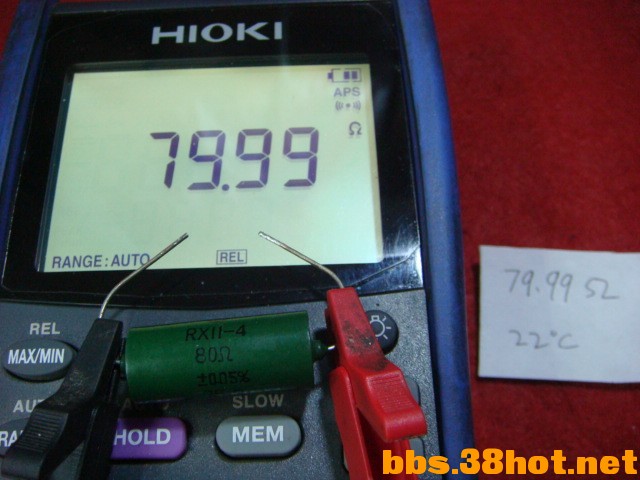 HIOKI
APS
Ω
79.99
RANGE:AUTO
REL
79.99 Ω
22°C
REL
MAX/MIN
RX11-4
80Ω
±0.05%
SLOW
HOLD
MEM
bbs.38hot.net